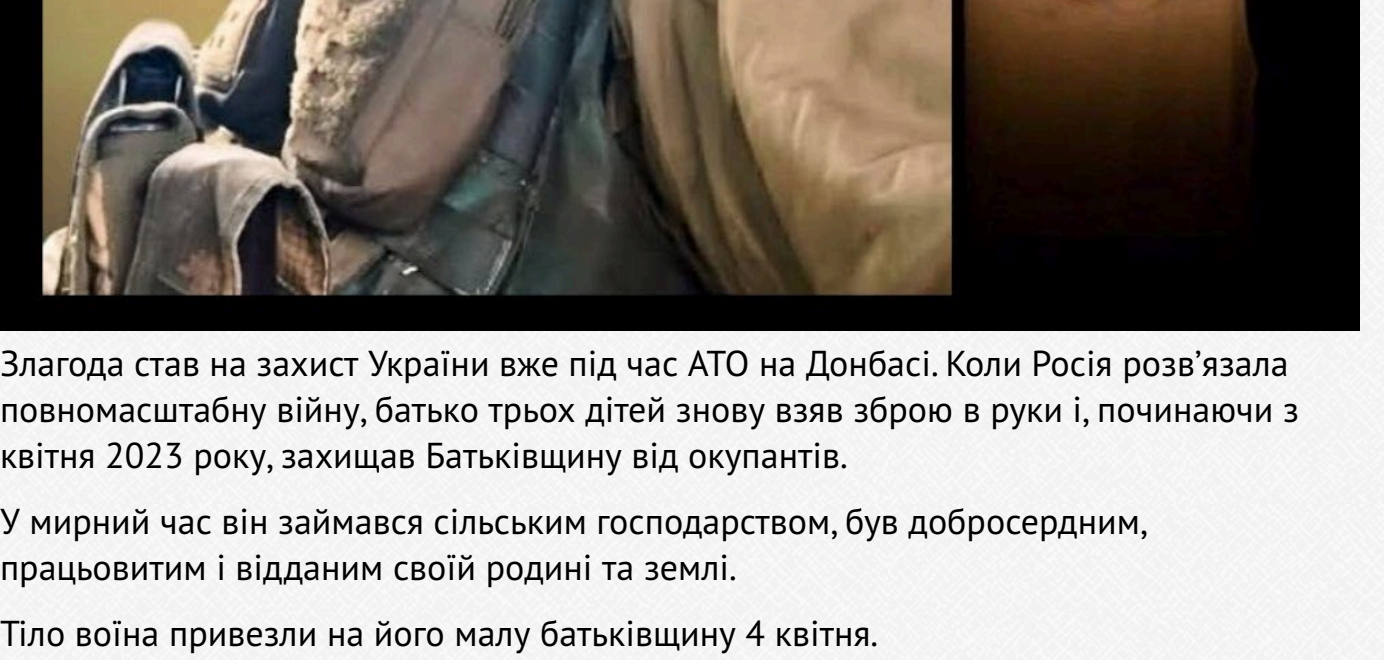 Злагода став на захист України вже під час АТО на Донбасі. Коли Росія розв’язала
повномасштабну війну, батько трьох дітей знову взяв зброю в руки і, починаючи з
квітня 2023 року, захищав Батьківщину від окупантів.
У мирний час він займався сільським господарством, був добросердним,
працьовитим і відданим своїй родині та землі.
Тіло воїна привезли на його малу батьківщину 4 квітня.